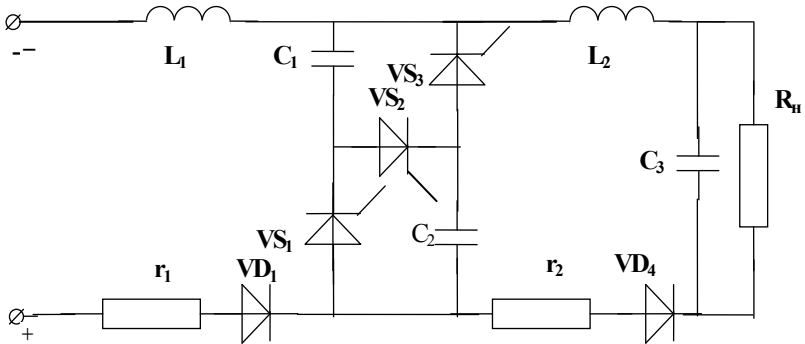 -–
L₁
C₁
VS₃
L₂
VS₂
Rн
C₃
VS₁
C₂
r₁
VD₁
r₂
VD₄
+